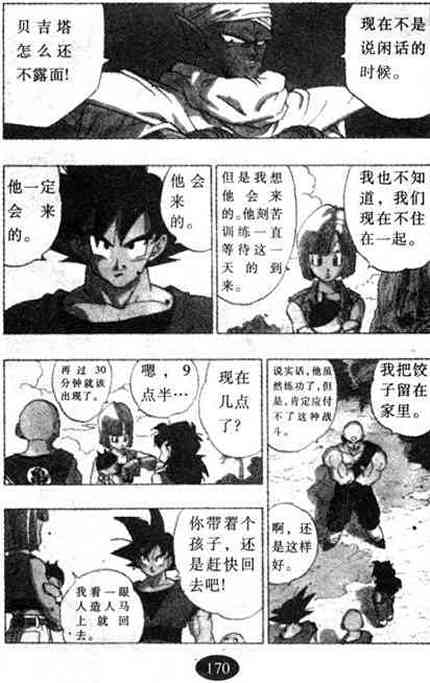 现在不是
说闲话的
时候。
贝吉塔
怎么还
不露面!
我也不知
道，我们
现在不住
在一起。
但是我想
他会来
的。他刻苦
训练一直
等待这一
天的到
来。
他会
来
的。
他一定
会来
的。
我把饺
子留在
家里。
说实话，他虽
然练功了，但
是，肯定应付
不了这种战
斗。
啊，还
是这样
好。
现在
几点
了?
嗯，9
点半…
再过30
分钟就该
出现了。
你带着个
孩子，还
是赶快回
去吧!
我看一眼
人造人马
上就回
去。
170